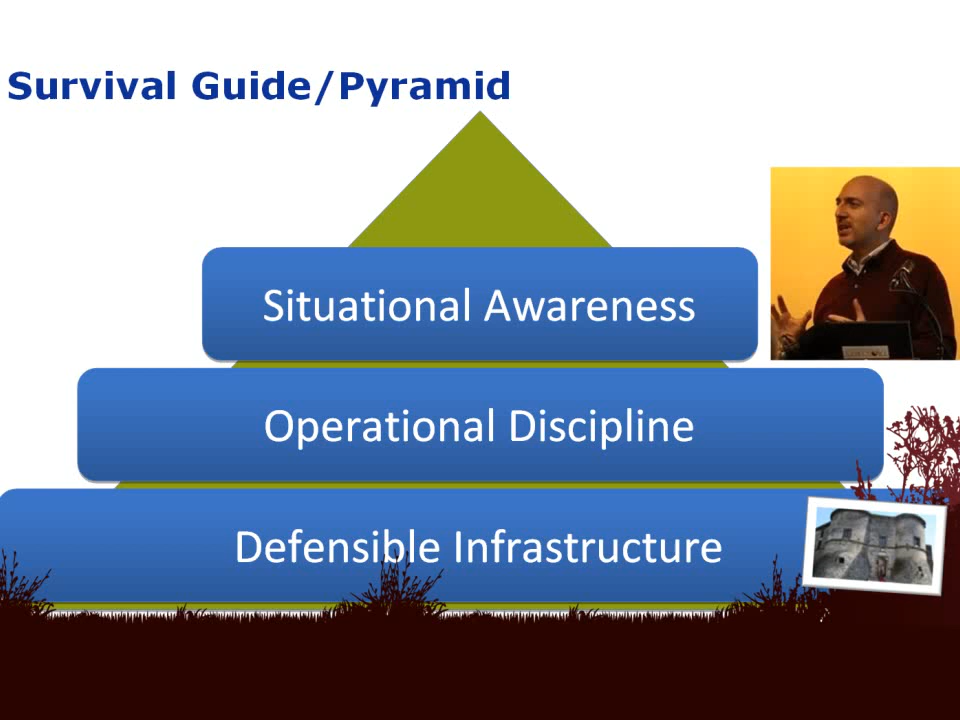 Survival Guide/Pyramid
Situational Awareness
Operational Discipline
Defensible Infrastructure